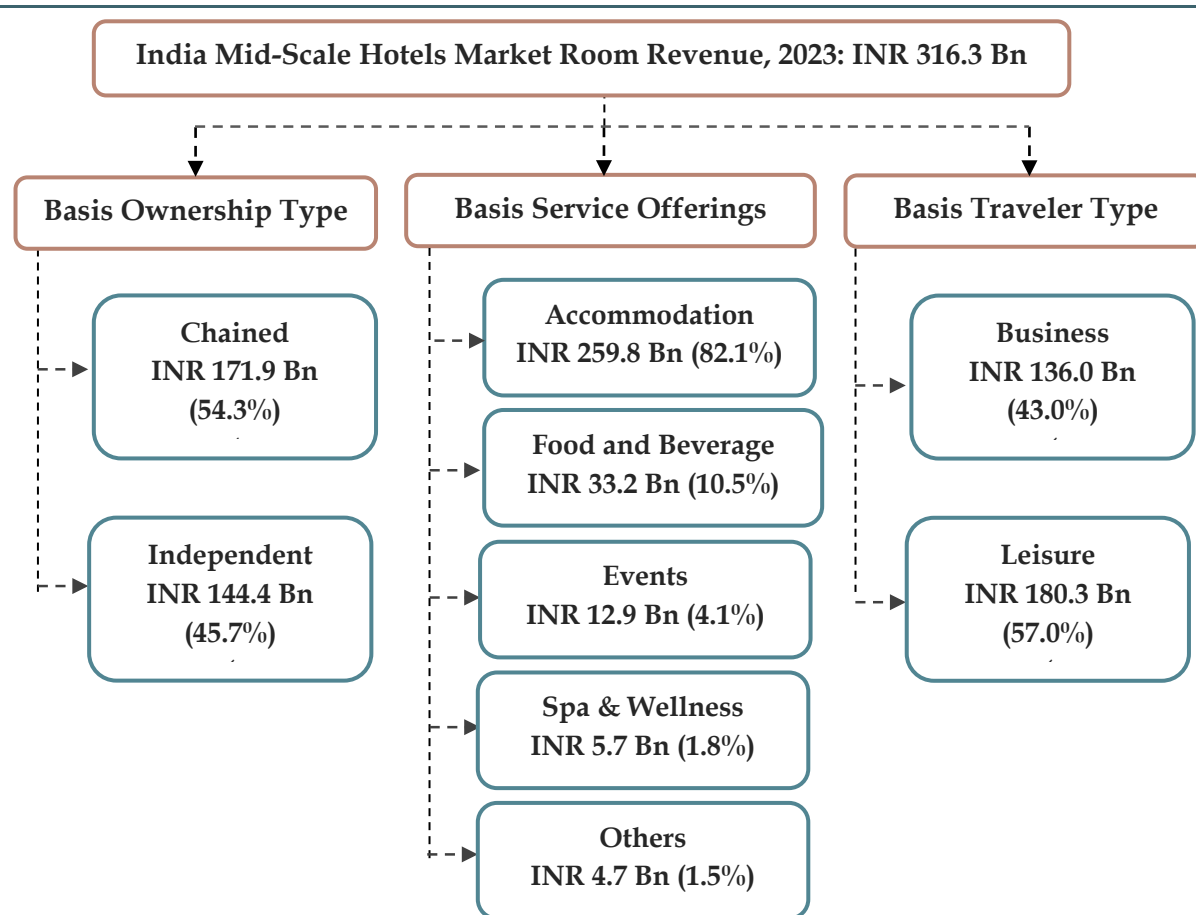 India Mid-Scale Hotels Market Room Revenue, 2023: INR 316.3 Bn
Basis Ownership Type
Chained
INR 171.9 Bn
(54.3%)
Independent
INR 144.4 Bn
(45.7%)
Basis Service Offerings
Accommodation
INR 259.8 Bn (82.1%)
Food and Beverage
INR 33.2 Bn (10.5%)
Events
INR 12.9 Bn (4.1%)
Spa & Wellness
INR 5.7 Bn (1.8%)
Others
INR 4.7 Bn (1.5%)
Basis Traveler Type
Business
INR 136.0 Bn
(43.0%)
Leisure
INR 180.3 Bn
(57.0%)